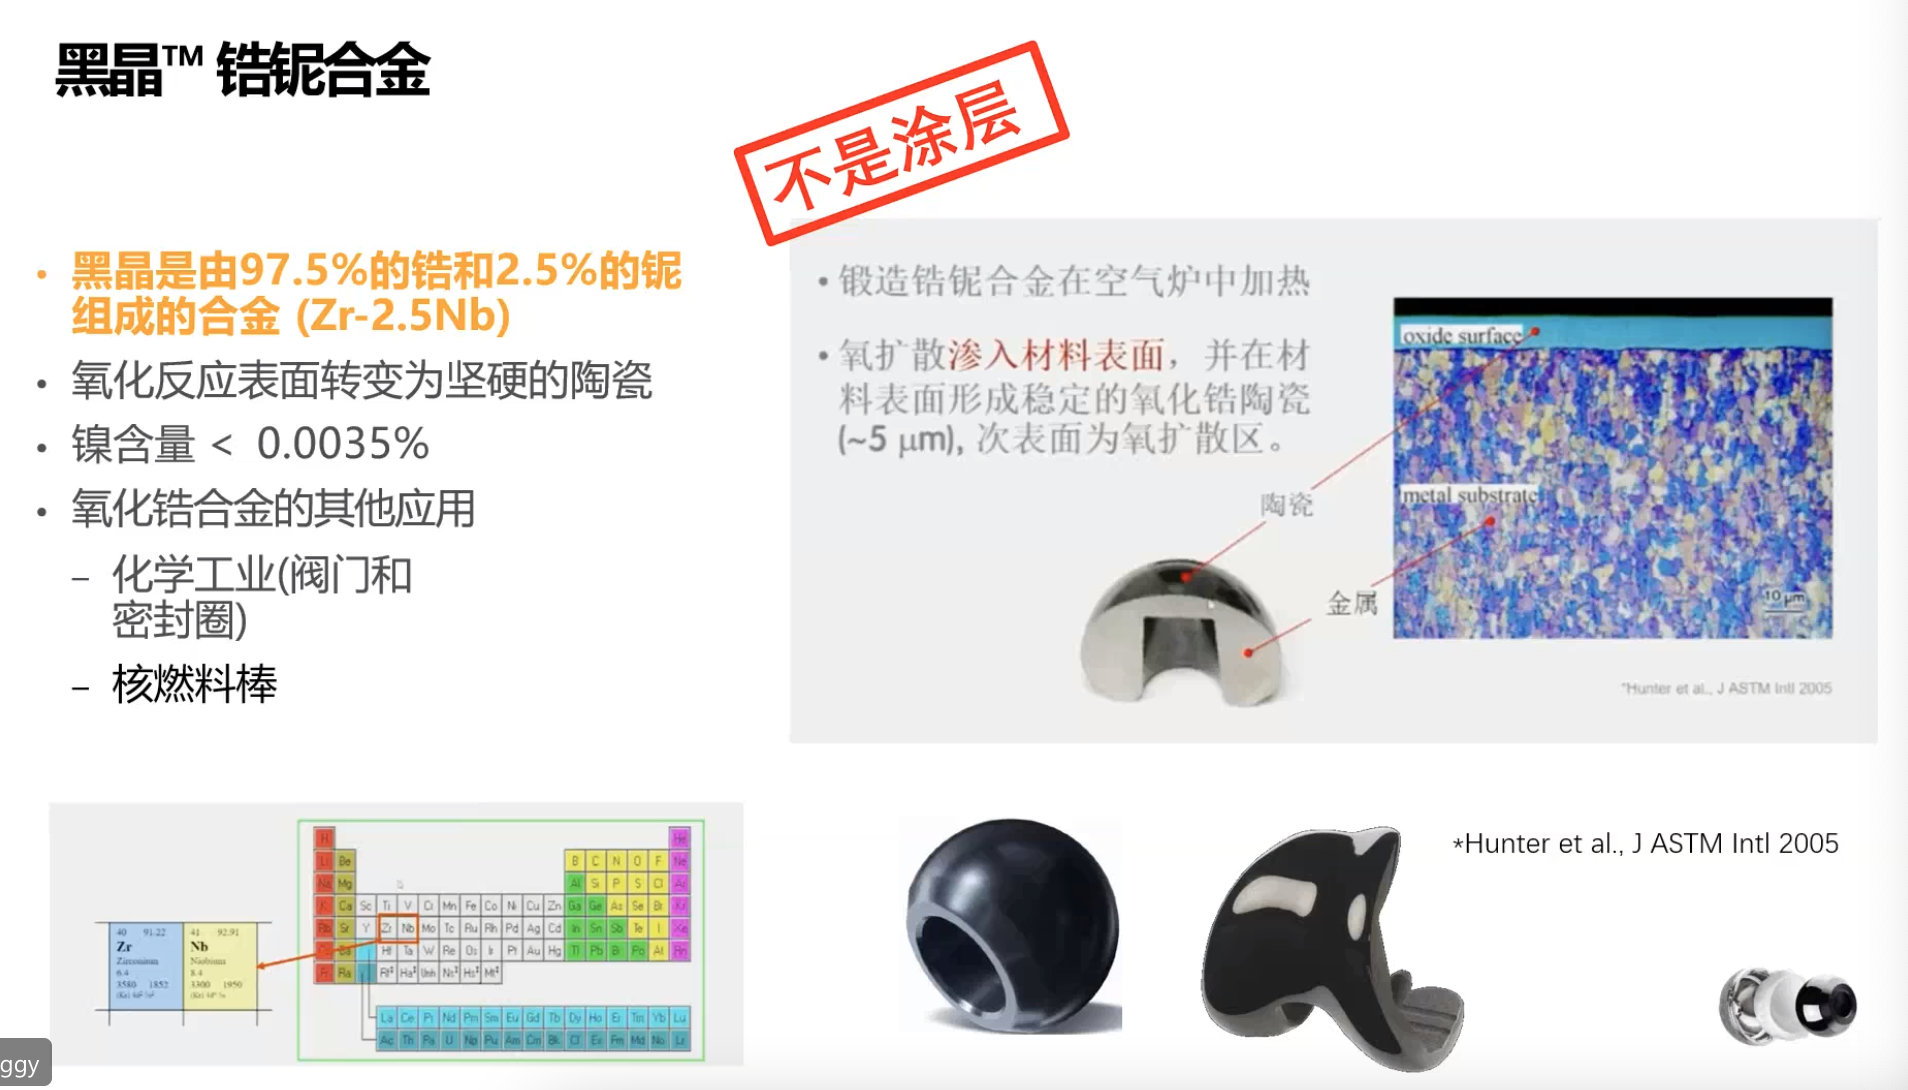 黑晶™ 锆铌合金
不是涂层
• 黑晶是由97.5%的锆和2.5%的铌
组成的合金 (Zr-2.5Nb)
• 氧化反应表面转变为坚硬的陶瓷
• 镍含量 < 0.0035%
• 氧化锆合金的其他应用
– 化学工业(阀门和
密封圈)
– 核燃料棒
• 锻造锆铌合金在空气炉中加热
• 氧扩散渗入材料表面，并在材
料表面形成稳定的氧化锆陶瓷
(~5 μm), 次表面为氧扩散区。
oxide surface
metal substrate
10 μm
陶瓷
金属
*Hunter et al., J ASTM Intl 2005
40 91.22
Zr
Zirconium
6.4
3580 1852
41 92.91
Nb
Niobium
8.4
3300 1950
H He
Li Be B C N O F Ne
Na Mg Al Si P S Cl Ar
K Ca Sc Ti V Cr Mn Fe Co Ni Cu Zn Ga Ge As Se Br Kr
Rb Sr Y Zr Nb Mo Tc Ru Rh Pd Ag Cd In Sn Sb Te I Xe
Cs Ba Hf Ta W Re Os Ir Pt Au Hg Tl Pb Bi Po At Rn
Fr Ra
La Ce Pr Nd Pm Sm Eu Gd Tb Dy Ho Er Tm Yb Lu
Ac Th Pa U Np Pu Am Cm Bk Cf Es Fm Md No Lr
*Hunter et al., J ASTM Intl 2005
ggy